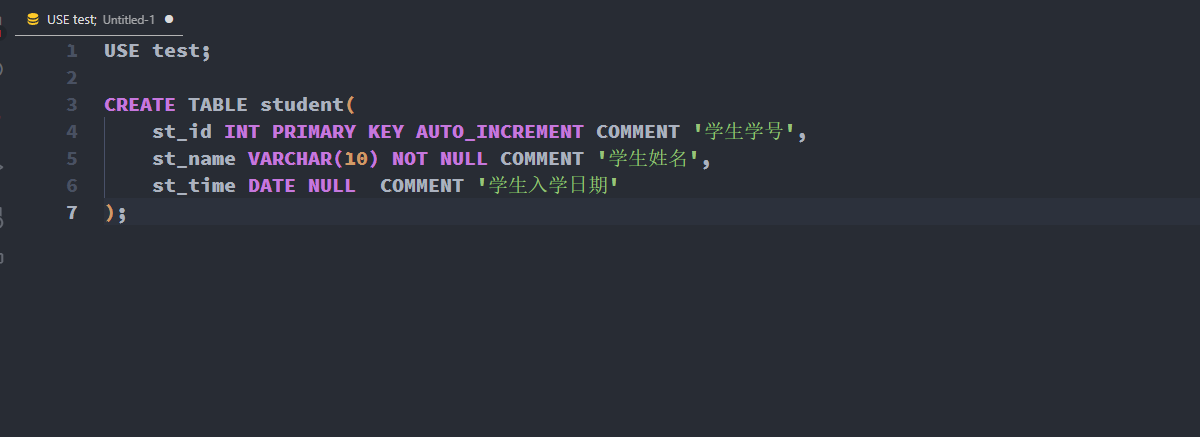 USE test; Untitled-1
1 USE test;
2
3 CREATE TABLE student(
4 st_id INT PRIMARY KEY AUTO_INCREMENT COMMENT '学生学号',
5 st_name VARCHAR(10) NOT NULL COMMENT '学生姓名',
6 st_time DATE NULL  COMMENT '学生入学日期'
7 );